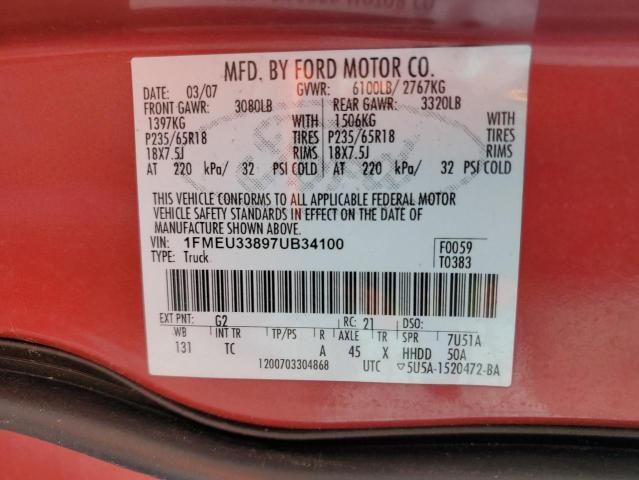 MFD. BY FORD MOTOR CO.
DATE: 03/07 GVWR: 6100LB/ 2767KG
FRONT GAWR: 3080LB REAR GAWR: 3320LB
1397KG WITH 1506KG WITH
P235/65R18 TIRES P235/65R18 TIRES
18X7.5J RIMS 18X7.5J RIMS
AT 220 kPa/ 32 PSI COLD AT 220 kPa/ 32 PSI COLD
THIS VEHICLE CONFORMS TO ALL APPLICABLE FEDERAL MOTOR
VEHICLE SAFETY STANDARDS IN EFFECT ON THE DATE OF
MANUFACTURE SHOWN ABOVE.
VIN: 1FMEU33897UB34100 F0059
TYPE: Truck T0383
EXT PNT: G2 RC: 21 DSO:
WB INT TR TP/PS R AXLE TR SPR 7U51A
131 TC A 45 X HHDD 50A
1200703304868 UTC 5U5A-1520472-BA